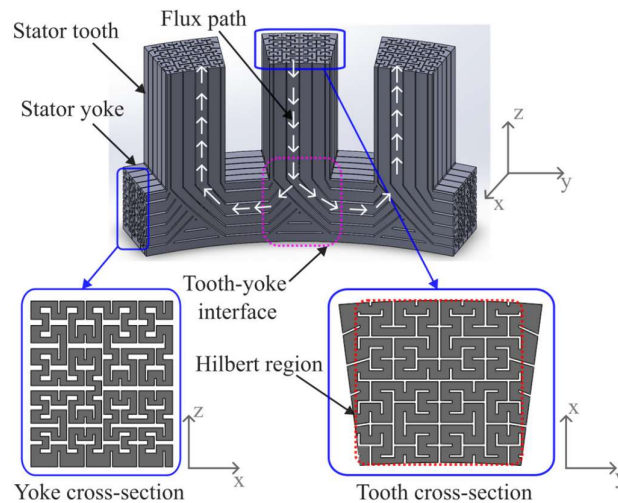 Stator tooth
Flux path
Stator yoke
z
y
x
Tooth-yoke
interface
Hilbert region
z
x
x
y
Yoke cross-section
Tooth cross-section